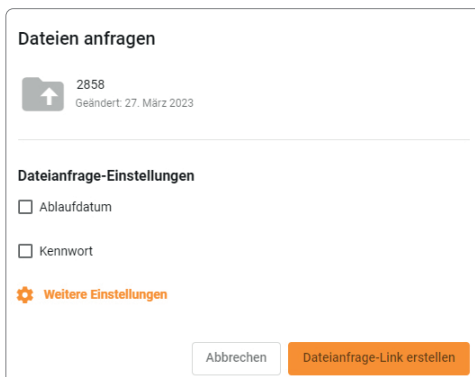 Dateien anfragen
2858
Geändert: 27. März 2023
Dateianfrage-Einstellungen
Ablaufdatum
Kennwort
Weitere Einstellungen
Abbrechen
Dateianfrage-Link erstellen